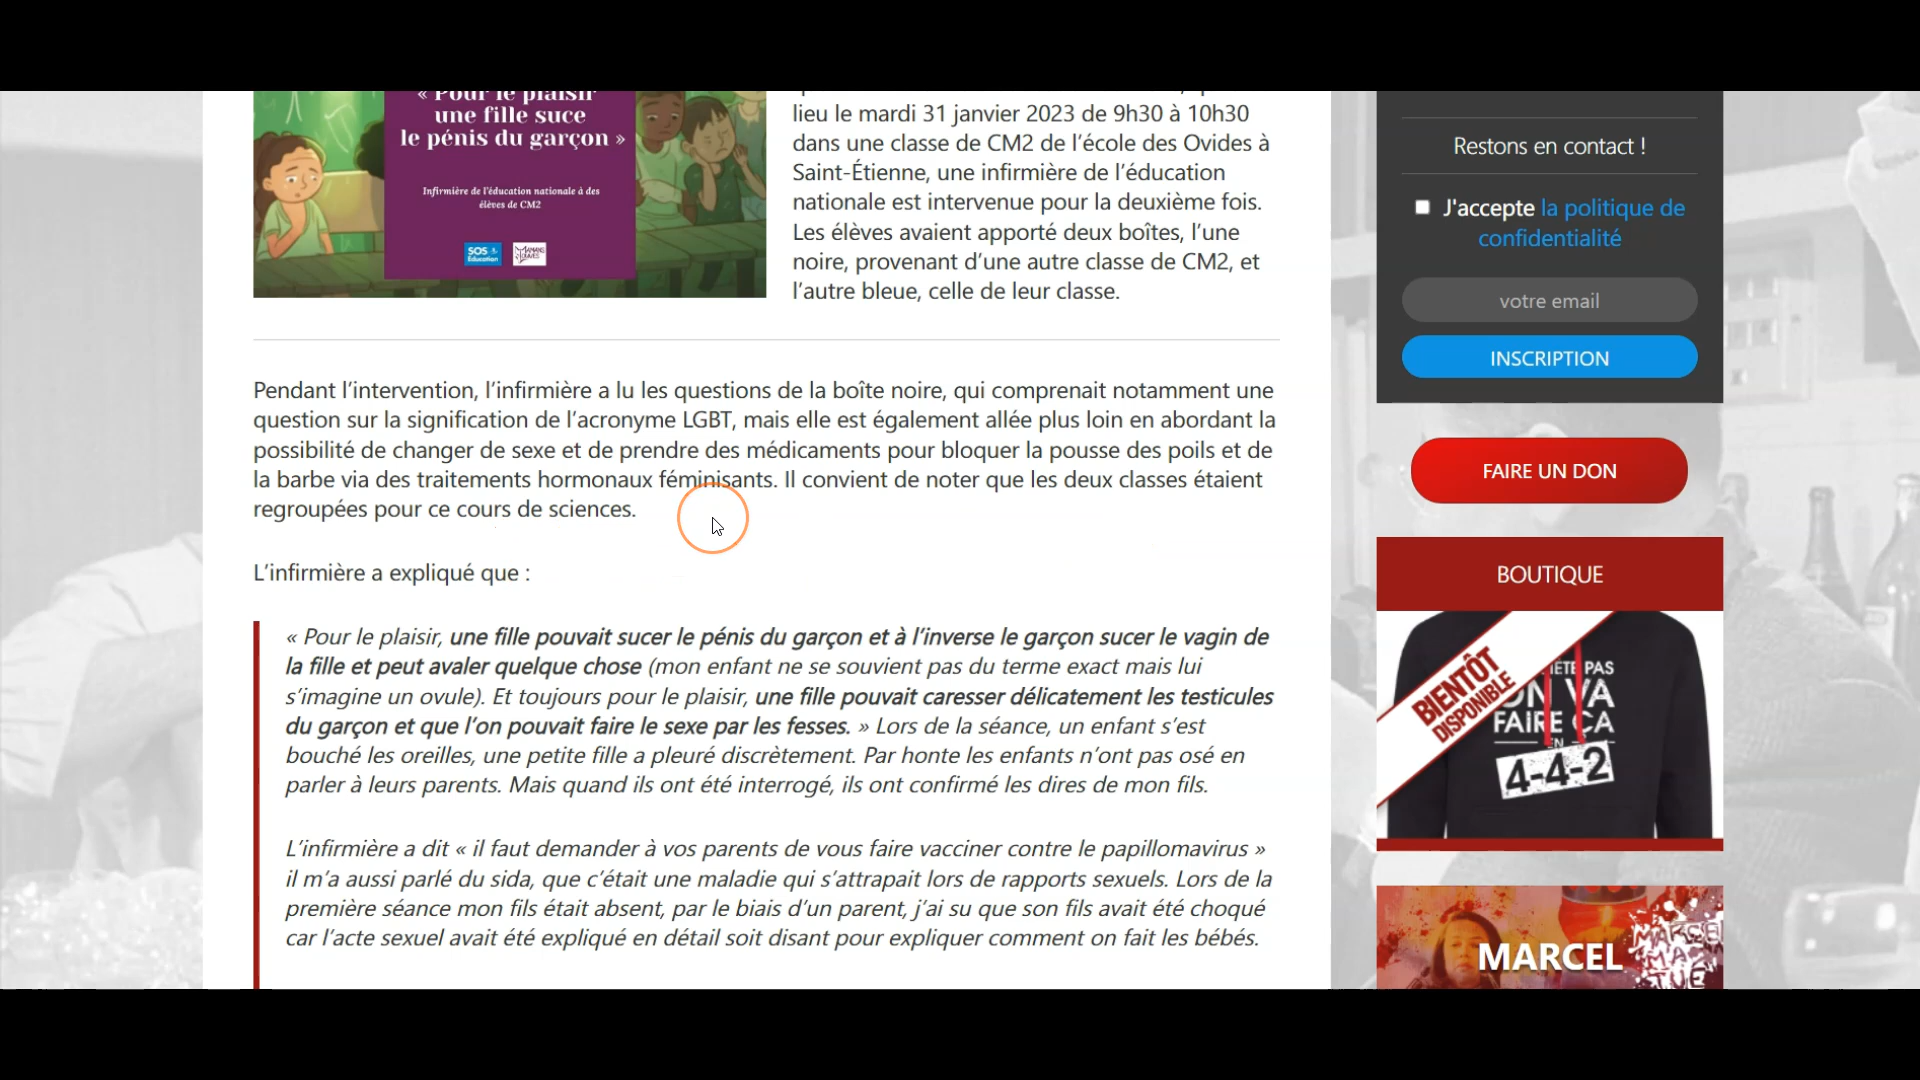 « Pour le plaisir
une fille suce
le pénis du garçon »
Infirmière de l'éducation nationale à des
élèves de CM2
SOS
Éducation
MAMANS
LOUVES
lieu le mardi 31 janvier 2023 de 9h30 à 10h30
dans une classe de CM2 de l'école des Ovides à
Saint-Étienne, une infirmière de l'éducation
nationale est intervenue pour la deuxième fois.
Les élèves avaient apporté deux boîtes, l'une
noire, provenant d'une autre classe de CM2, et
l'autre bleue, celle de leur classe.
Pendant l'intervention, l'infirmière a lu les questions de la boîte noire, qui comprenait notamment une
question sur la signification de l'acronyme LGBT, mais elle est également allée plus loin en abordant la
possibilité de changer de sexe et de prendre des médicaments pour bloquer la pousse des poils et de
la barbe via des traitements hormonaux féminisants. Il convient de noter que les deux classes étaient
regroupées pour ce cours de sciences.
L'infirmière a expliqué que :
« Pour le plaisir, une fille pouvait sucer le pénis du garçon et à l'inverse le garçon sucer le vagin de
la fille et peut avaler quelque chose (mon enfant ne se souvient pas du terme exact mais lui
s'imagine un ovule). Et toujours pour le plaisir, une fille pouvait caresser délicatement les testicules
du garçon et que l'on pouvait faire le sexe par les fesses. » Lors de la séance, un enfant s'est
bouché les oreilles, une petite fille a pleuré discrètement. Par honte les enfants n'ont pas osé en
parler à leurs parents. Mais quand ils ont été interrogé, ils ont confirmé les dires de mon fils.
L'infirmière a dit « il faut demander à vos parents de vous faire vacciner contre le papillomavirus »
il m'a aussi parlé du sida, que c'était une maladie qui s'attrapait lors de rapports sexuels. Lors de la
première séance mon fils était absent, par le biais d'un parent, j'ai su que son fils avait été choqué
car l'acte sexuel avait été expliqué en détail soit disant pour expliquer comment on fait les bébés.
Restons en contact !
J'accepte la politique de
confidentialité
votre email
INSCRIPTION
FAIRE UN DON
BOUTIQUE
BIENTÔT
DISPONIBLE
PAS
ON VA
FAIRE ÇA
EN
4-4-2
MARCEL